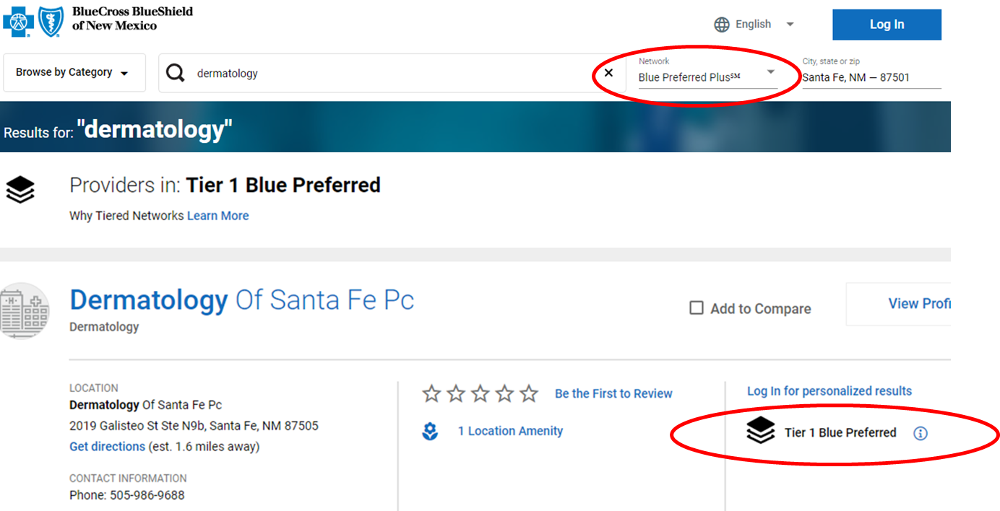 BlueCross BlueShield
of New Mexico
English
Log In
Browse by Category
dermatology
Network
Blue Preferred Plus℠
City, state or zip
Santa Fe, NM — 87501
Results for: "dermatology"
Providers in: Tier 1 Blue Preferred
Why Tiered Networks Learn More
Dermatology Of Santa Fe Pc
Dermatology
Add to Compare
View Profi
LOCATION
Dermatology Of Santa Fe Pc
2019 Galisteo St Ste N9b, Santa Fe, NM 87505
Get directions (est. 1.6 miles away)
CONTACT INFORMATION
Phone: 505-986-9688
Be the First to Review
1 Location Amenity
Log In for personalized results
Tier 1 Blue Preferred